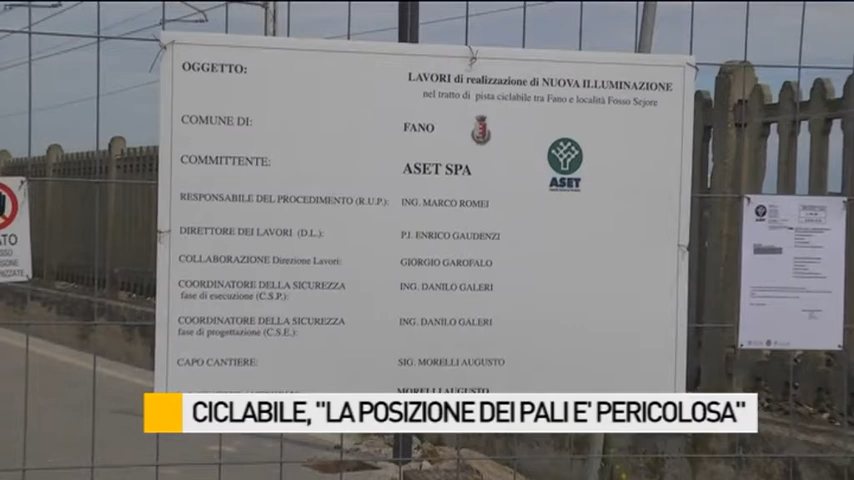 OGGETTO:
LAVORI di realizzazione di NUOVA ILLUMINAZIONE
nel tratto di pista ciclabile tra Fano e località Fosso Sejore
COMUNE DI: FANO
COMMITTENTE: ASET SPA
ASET
RESPONSABILE DEL PROCEDIMENTO (R.U.P.): ING. MARCO ROMEI
DIRETTORE DEI LAVORI (D.L.): P.I. ENRICO GAUDENZI
COLLABORAZIONE Direzione Lavori: GIORGIO GAROFALO
COORDINATORE DELLA SICUREZZA ING. DANILO GALERI
fase di esecuzione (C.S.P.):
COORDINATORE DELLA SICUREZZA ING. DANILO GALERI
fase di progettazione (C.S.E.):
CAPO CANTIERE: SIG. MORELLI AUGUSTO
MORELLI AUGUSTO
CICLABILE, "LA POSIZIONE DEI PALI E' PERICOLOSA"
ASET